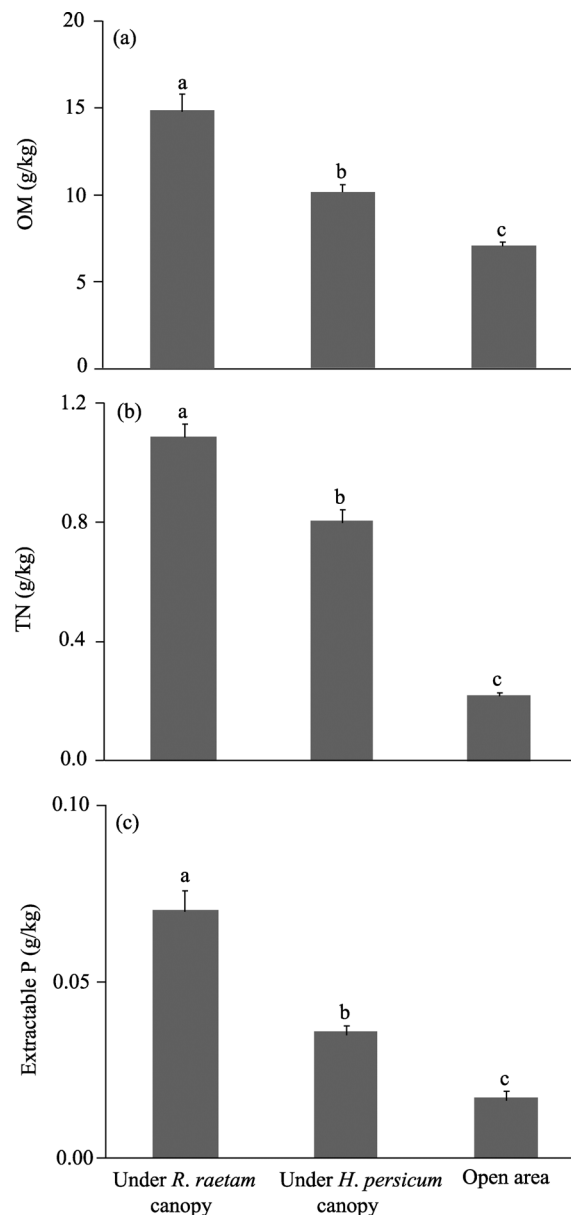 20
(a)
a
15
b
10
c
5
0
OM (g/kg)
1.2
(b)
a
0.8
b
0.4
c
0.0
TN (g/kg)
0.10
(c)
a
0.05
b
c
0.00
Extractable P (g/kg)
Under R. raetam
canopy
Under H. persicum
canopy
Open area